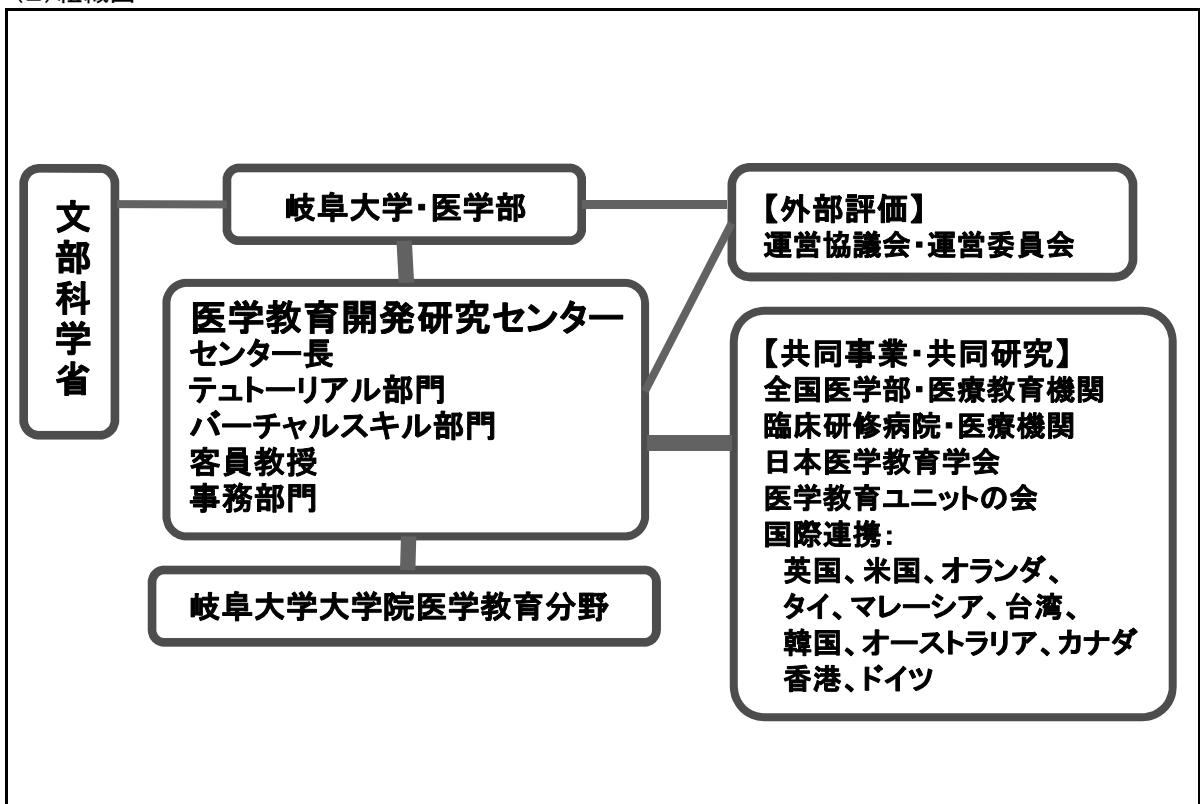 文部科学省
岐阜大学・医学部
【外部評価】
運営協議会・運営委員会
医学教育開発研究センター
センター長
テュトーリアル部門
バーチャルスキル部門
客員教授
事務部門
【共同事業・共同研究】
全国医学部・医療教育機関
臨床研修病院・医療機関
日本医学教育学会
医学教育ユニットの会
国際連携:
英国、米国、オランダ、
タイ、マレーシア、台湾、
韓国、オーストラリア、カナダ
香港、ドイツ
岐阜大学大学院医学教育分野